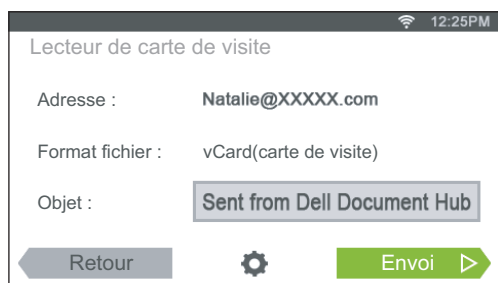 12:25PM
Lecteur de carte de visite
Adresse : Natalie@XXXXX.com
Format fichier : vCard(carte de visite)
Objet : Sent from Dell Document Hub
Retour Envoi